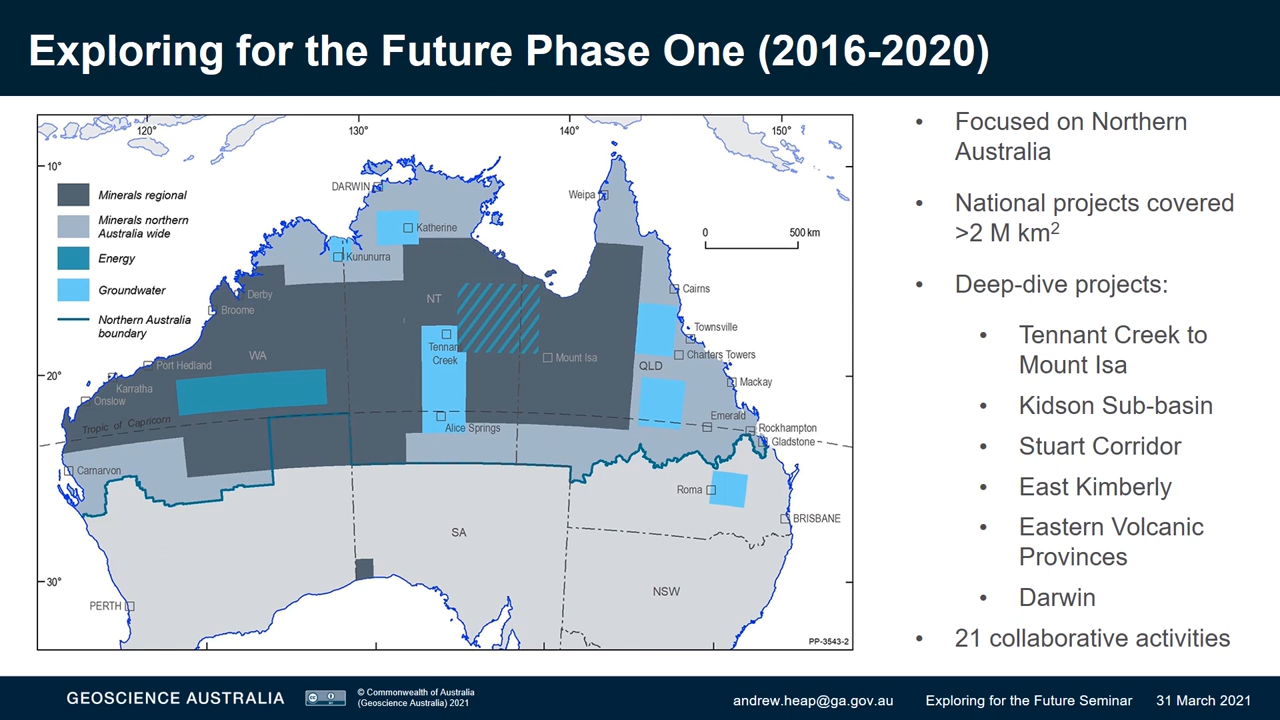 Exploring for the Future Phase One (2016-2020)
120°
130°
140°
150°
10°
20°
30°
Minerals regional
Minerals northern
Australia wide
Energy
Groundwater
Northern Australia
boundary
DARWIN
Katherine
Kununurra
Weipa
0
500 km
Derby
Broome
NT
Cairns
Townsville
Charters Towers
Tennant
Creek
Mount Isa
WA
Port Hedland
QLD
Mackay
Karratha
Onslow
Emerald
Tropic of Capricorn
Alice Springs
Rockhampton
Gladstone
Carnarvon
Roma
BRISBANE
SA
NSW
PERTH
PP-3543-2
• Focused on Northern
Australia
• National projects covered
>2 M km²
• Deep-dive projects:
• Tennant Creek to
Mount Isa
• Kidson Sub-basin
• Stuart Corridor
• East Kimberly
• Eastern Volcanic
Provinces
• Darwin
• 21 collaborative activities
GEOSCIENCE AUSTRALIA
© Commonwealth of Australia
(Geoscience Australia) 2021
andrew.heap@ga.gov.au
Exploring for the Future Seminar
31 March 2021